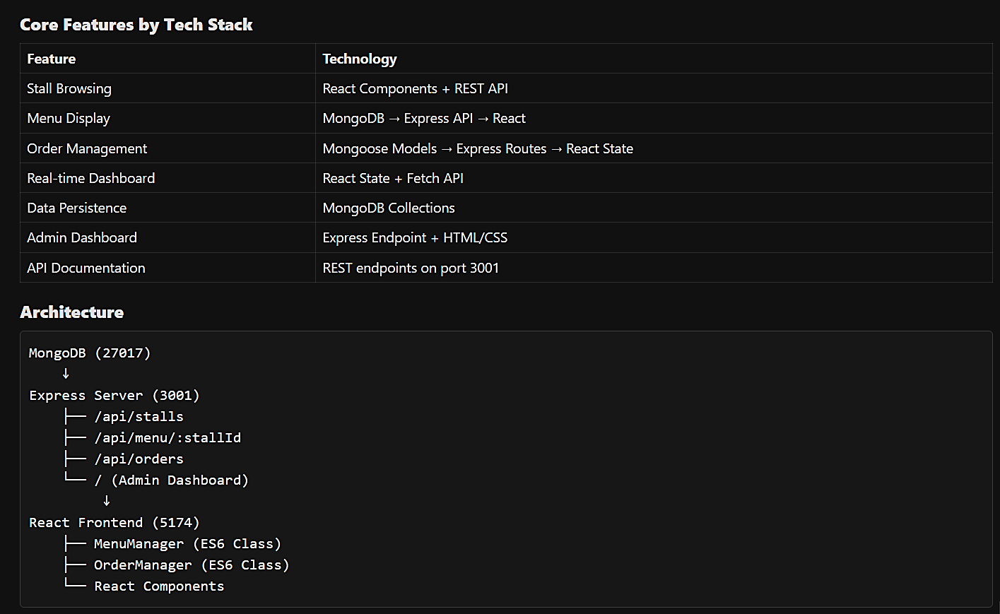 Core Features by Tech Stack
Feature Technology
Stall Browsing React Components + REST API
Menu Display MongoDB → Express API → React
Order Management Mongoose Models → Express Routes → React State
Real-time Dashboard React State + Fetch API
Data Persistence MongoDB Collections
Admin Dashboard Express Endpoint + HTML/CSS
API Documentation REST endpoints on port 3001
Architecture
MongoDB (27017)
↓
Express Server (3001)
├── /api/stalls
├── /api/menu/:stallId
├── /api/orders
└── / (Admin Dashboard)
↓
React Frontend (5174)
├── MenuManager (ES6 Class)
├── OrderManager (ES6 Class)
└── React Components